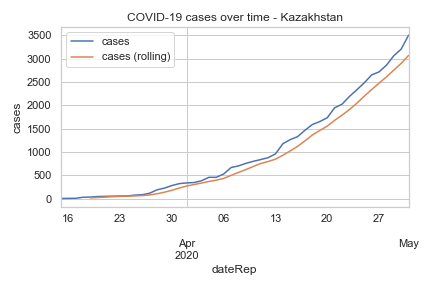 COVID-19 cases over time - Kazakhstan
cases
cases (rolling)
cases
3500
3000
2500
2000
1500
1000
500
0
16 23 30 06 13 20 27
Apr May
2020
dateRep